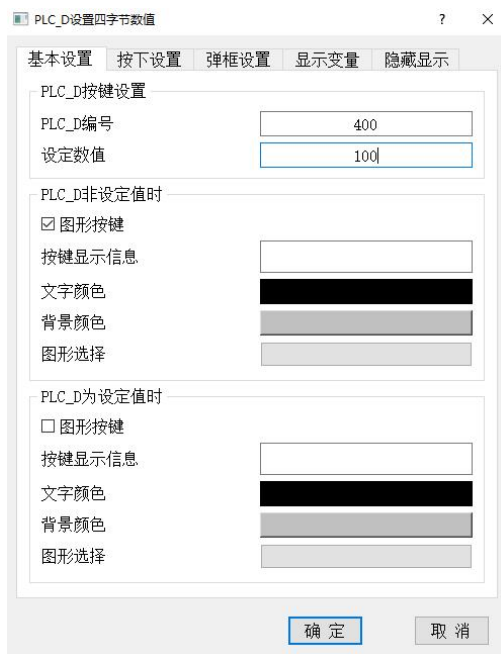 PLC_D设置四字节数值
基本设置 按下设置 弹框设置 显示变量 隐藏显示
PLC_D按键设置
PLC_D编号 400
设定数值 100
PLC_D非设定值时
图形按键
按键显示信息
文字颜色
背景颜色
图形选择
PLC_D为设定值时
图形按键
按键显示信息
文字颜色
背景颜色
图形选择
确 定 取 消